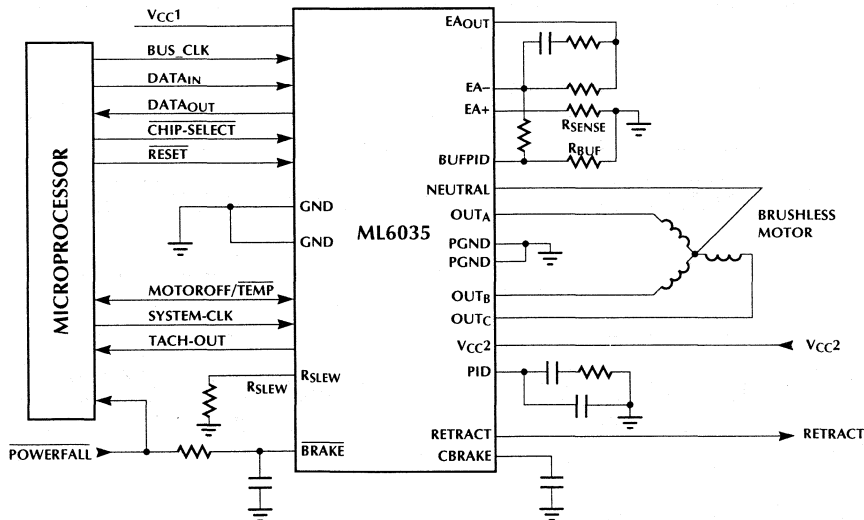 VCC1
BUS_CLK
DATAIN
DATAOUT
CHIP-SELECT
RESET
GND
GND
MICROPROCESSOR
MOTOROFF/TEMP
SYSTEM-CLK
TACH-OUT
RSLEW
RSLEW
POWERFALL
BRAKE
ML6035
EAOUT
EA–
EA+
RSENSE
BUFPID
RBUF
NEUTRAL
OUTA
PGND
PGND
BRUSHLESS
MOTOR
OUTB
OUTC
VCC2
VCC2
PID
RETRACT
RETRACT
CBRAKE